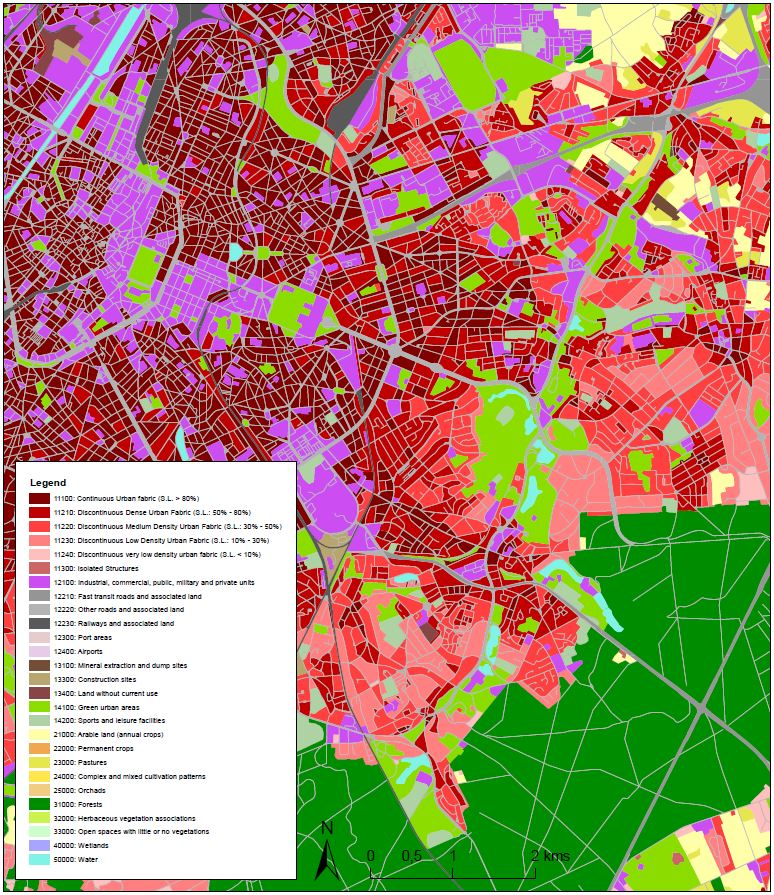 Legend
11100: Continuous Urban fabric (S.L. > 80%)
11210: Discontinuous Dense Urban Fabric (S.L.: 50% - 80%)
11220: Discontinuous Medium Density Urban Fabric (S.L.: 30% - 50%)
11230: Discontinuous Low Density Urban Fabric (S.L.: 10% - 30%)
11240: Discontinuous very low density urban fabric (S.L. < 10%)
11300: Isolated Structures
12100: Industrial, commercial, public, military and private units
12210: Fast transit roads and associated land
12220: Other roads and associated land
12230: Railways and associated land
12300: Port areas
12400: Airports
13100: Mineral extraction and dump sites
13300: Construction sites
13400: Land without current use
14100: Green urban areas
14200: Sports and leisure facilities
21000: Arable land (annual crops)
22000: Permanent crops
23000: Pastures
24000: Complex and mixed cultivation patterns
25000: Orchards
31000: Forests
32000: Herbaceous vegetation associations
33000: Open spaces with little or no vegetations
40000: Wetlands
50000: Water
N
0 0.5 1 2 kms